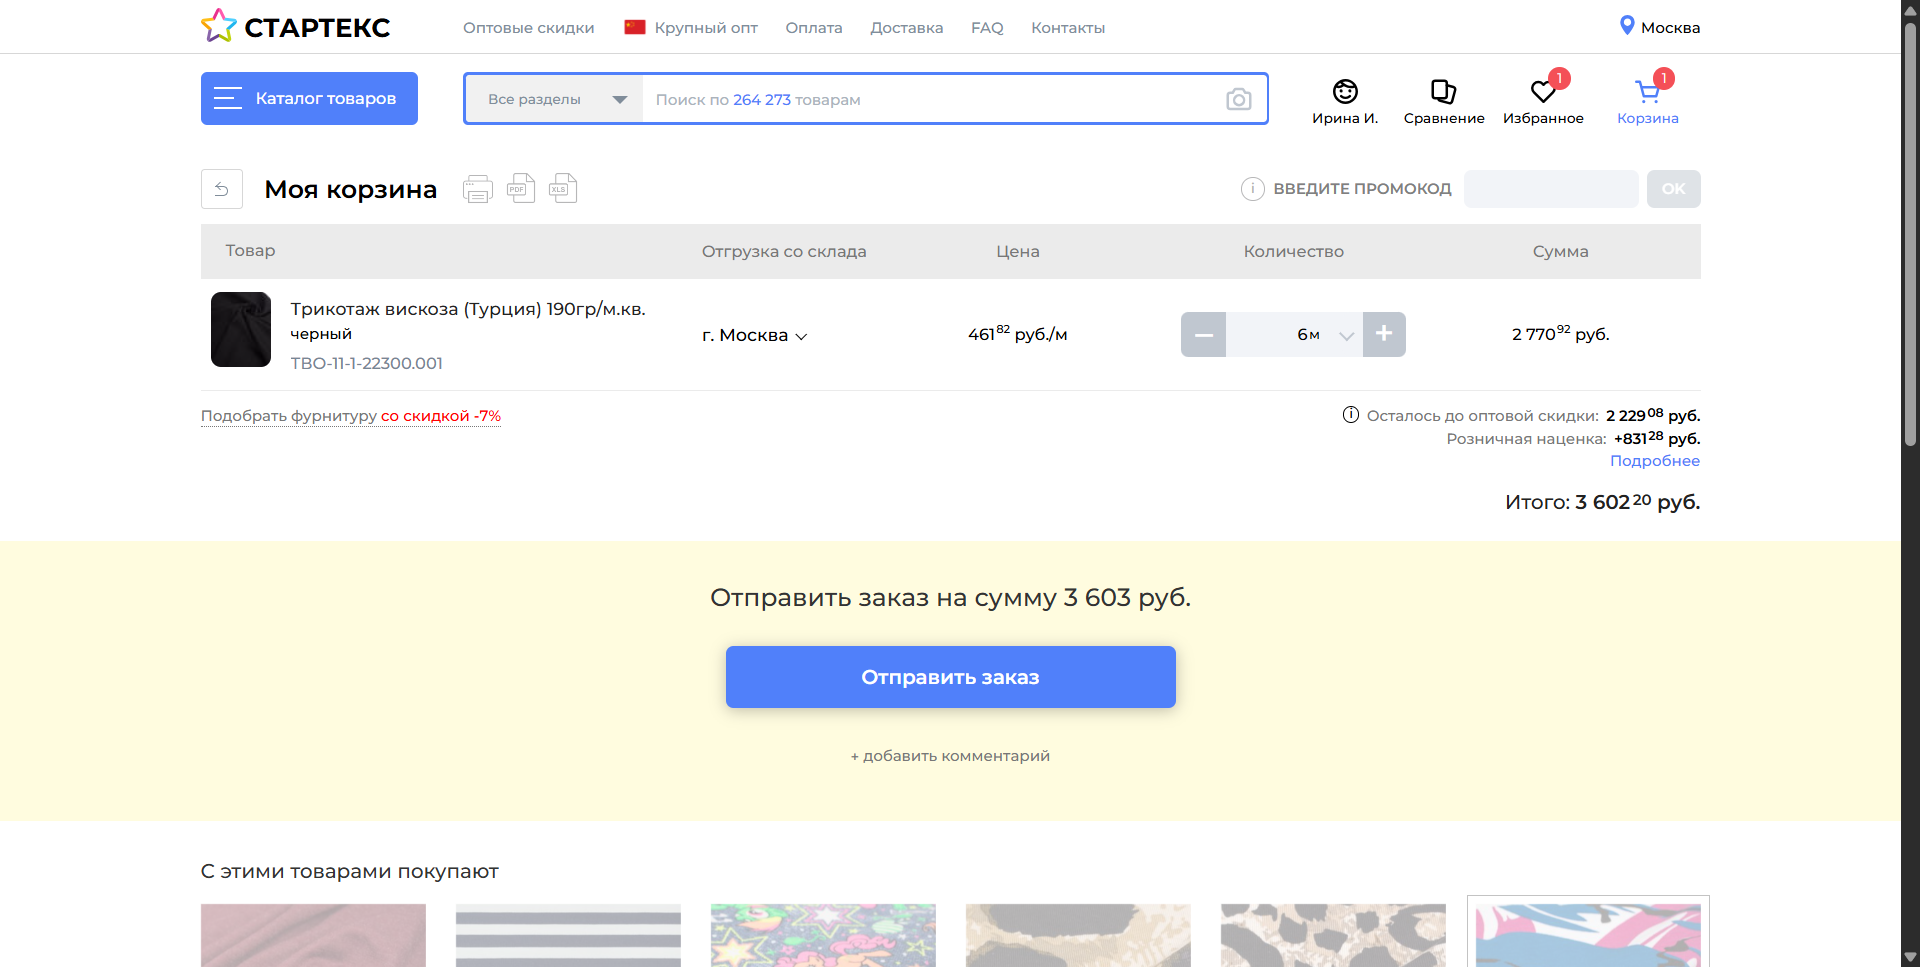 СТАРТЕКС
Оптовые скидки Крупный опт Оплата Доставка FAQ Контакты Москва
Каталог товаров Все разделы Поиск по 264 273 товарам
1 1
Ирина И. Сравнение Избранное Корзина
Моя корзина PDF XLS i ВВЕДИТЕ ПРОМОКОД OK
Товар Отгрузка со склада Цена Количество Сумма
Трикотаж вискоза (Турция) 190гр/м.кв.
черный
TBO-11-1-22300.001
г. Москва 461 82 руб./м – 6м + 2 770 92 руб.
Подобрать фурнитуру со скидкой -7%
i Осталось до оптовой скидки: 2 229 08 руб.
Розничная наценка: +831 28 руб.
Подробнее
Итого: 3 602 20 руб.
Отправить заказ на сумму 3 603 руб.
Отправить заказ
+ добавить комментарий
С этими товарами покупают